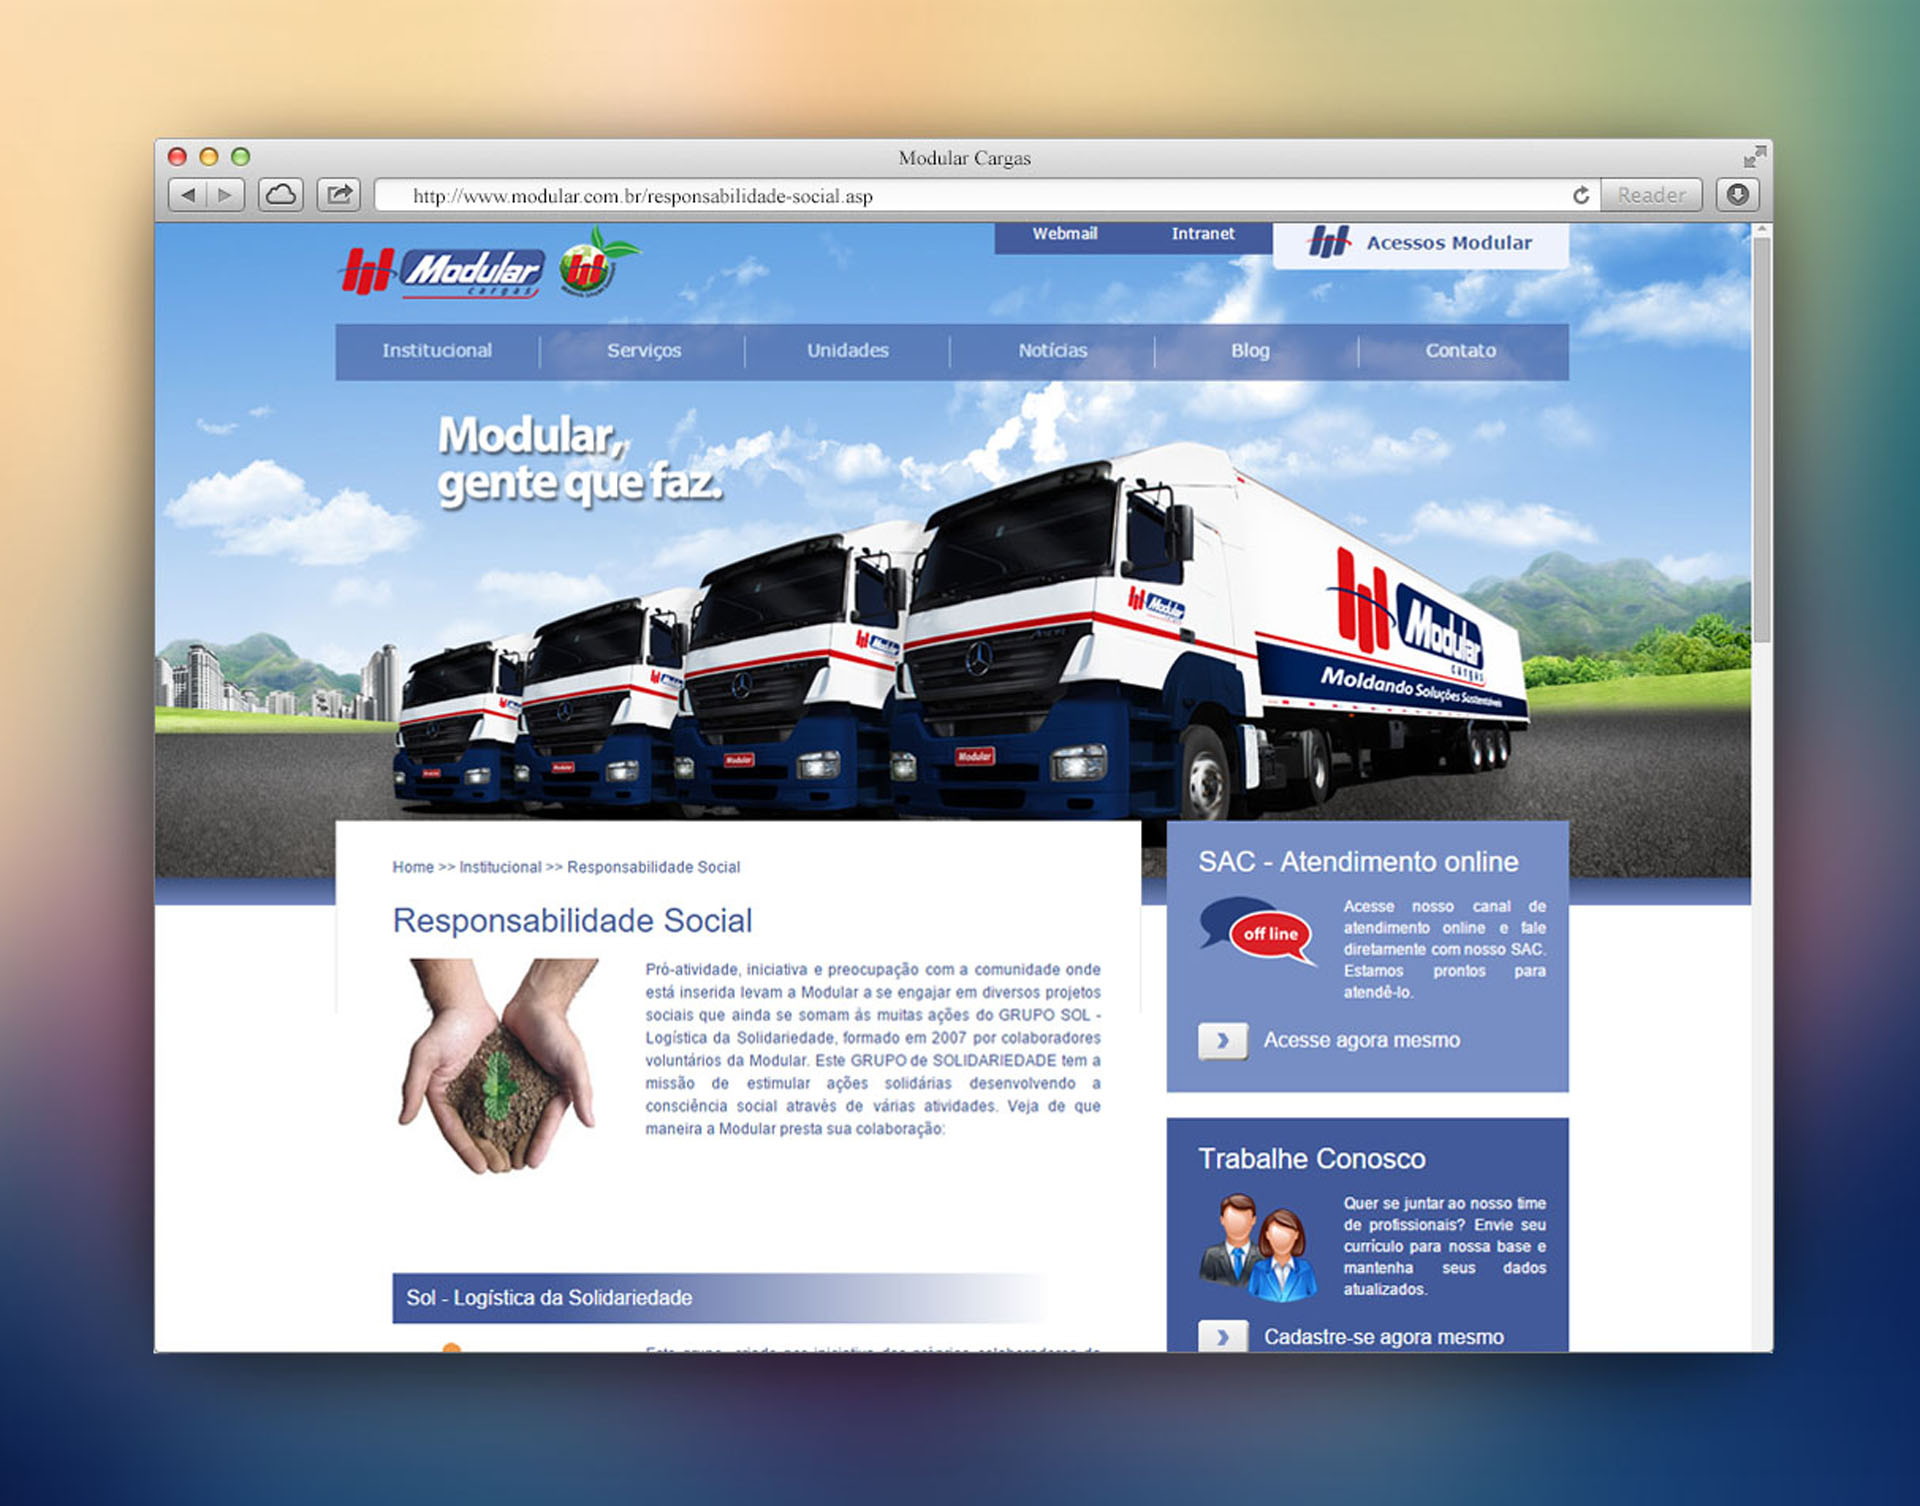 Modular Cargas
http://www.modular.com.br/responsabilidade-social.asp
Reader
Modular
cargas
Webmail
Intranet
Acessos Modular
Institucional
Serviços
Unidades
Notícias
Blog
Contato
Modular,
gente que faz.
Modular
Modular
cargas
Moldando Soluções Sustentáveis
Modular
Modular
Modular
Modular
Home >> Institucional >> Responsabilidade Social
Responsabilidade Social
Pró-atividade, iniciativa e preocupação com a comunidade onde
está inserida levam a Modular a se engajar em diversos projetos
sociais que ainda se somam ás muitas ações do GRUPO SOL -
Logística da Solidariedade, formado em 2007 por colaboradores
voluntários da Modular. Este GRUPO de SOLIDARIEDADE tem a
missão de estimular ações solidárias desenvolvendo a
consciência social através de várias atividades. Veja de que
maneira a Modular presta sua colaboração:
Sol - Logística da Solidariedade
SAC - Atendimento online
off line
Acesse nosso canal de
atendimento online e fale
diretamente com nosso SAC.
Estamos prontos para
atendê-lo.
Acesse agora mesmo
Trabalhe Conosco
Quer se juntar ao nosso time
de profissionais? Envie seu
currículo para nossa base e
mantenha seus dados
atualizados.
Cadastre-se agora mesmo